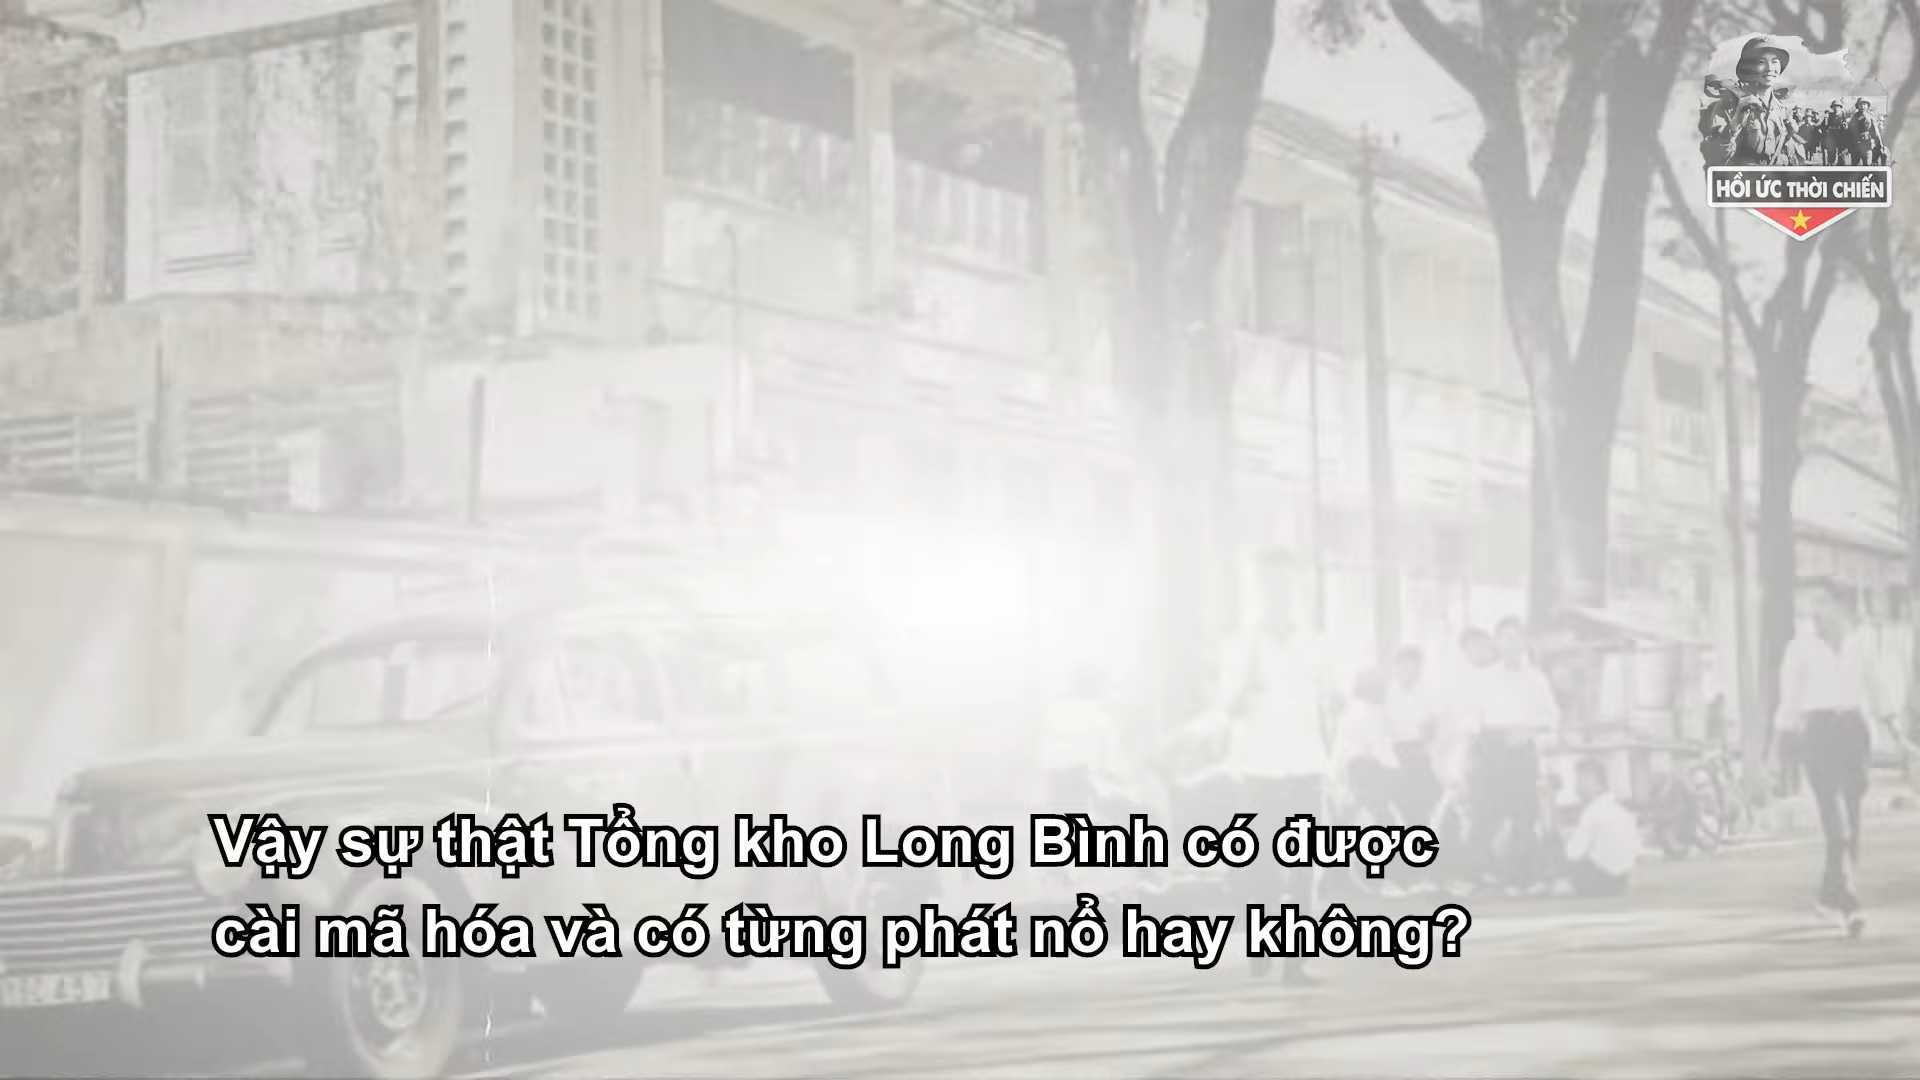 HỒI ỨC THỜI CHIẾN
Vậy sự thật Tổng kho Long Bình có được
cài mã hóa và có từng phát nổ hay không?